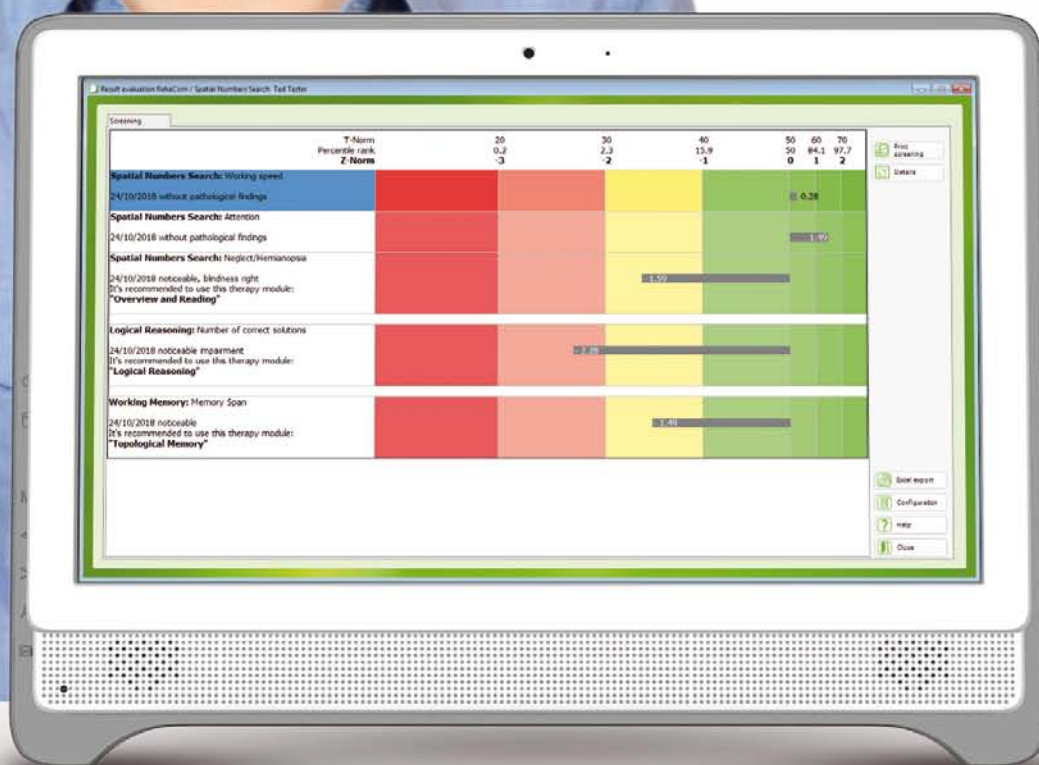 Result evaluation RehaCom / Spatial Numbers Search Ted Tester
Screening
T-Norm 20 30 40 50 60 70
Percentile rank 0.2 2.3 15.9 50 84.1 97.7
Z-Norm -3 -2 -1 0 1 2
Print
screening
Details
Spatial Numbers Search: Working speed
24/10/2018 without pathological findings 0.28
Spatial Numbers Search: Attention
24/10/2018 without pathological findings 1.49
Spatial Numbers Search: Neglect/Hemianopsia
24/10/2018 noticeable, blindness right -1.59
It's recommended to use this therapy module:
"Overview and Reading"
Logical Reasoning: Number of correct solutions
24/10/2018 noticeable impairment
It's recommended to use this therapy module:
"Logical Reasoning"
Working Memory: Memory Span
24/10/2018 noticeable -1.49
It's recommended to use this therapy module:
"Topological Memory"
Excel export
Configuration
Help
Close